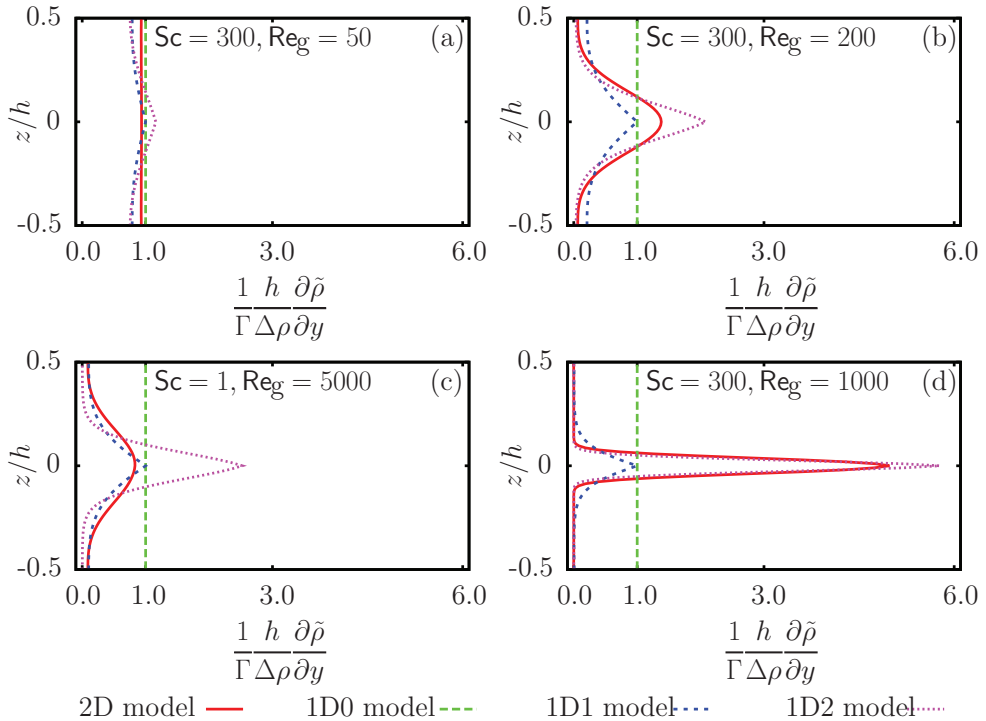 0.5 Sc = 300, Reg = 50 (a)
z/h 0
-0.5
0.0 1.0 3.0 6.0
1/Γ h/Δρ ∂ρ̃/∂y
0.5 Sc = 300, Reg = 200 (b)
z/h 0
-0.5
0.0 1.0 3.0 6.0
1/Γ h/Δρ ∂ρ̃/∂y
0.5 Sc = 1, Reg = 5000 (c)
z/h 0
-0.5
0.0 1.0 3.0 6.0
1/Γ h/Δρ ∂ρ̃/∂y
0.5 Sc = 300, Reg = 1000 (d)
z/h 0
-0.5
0.0 1.0 3.0 6.0
1/Γ h/Δρ ∂ρ̃/∂y
2D model 1D0 model 1D1 model 1D2 model